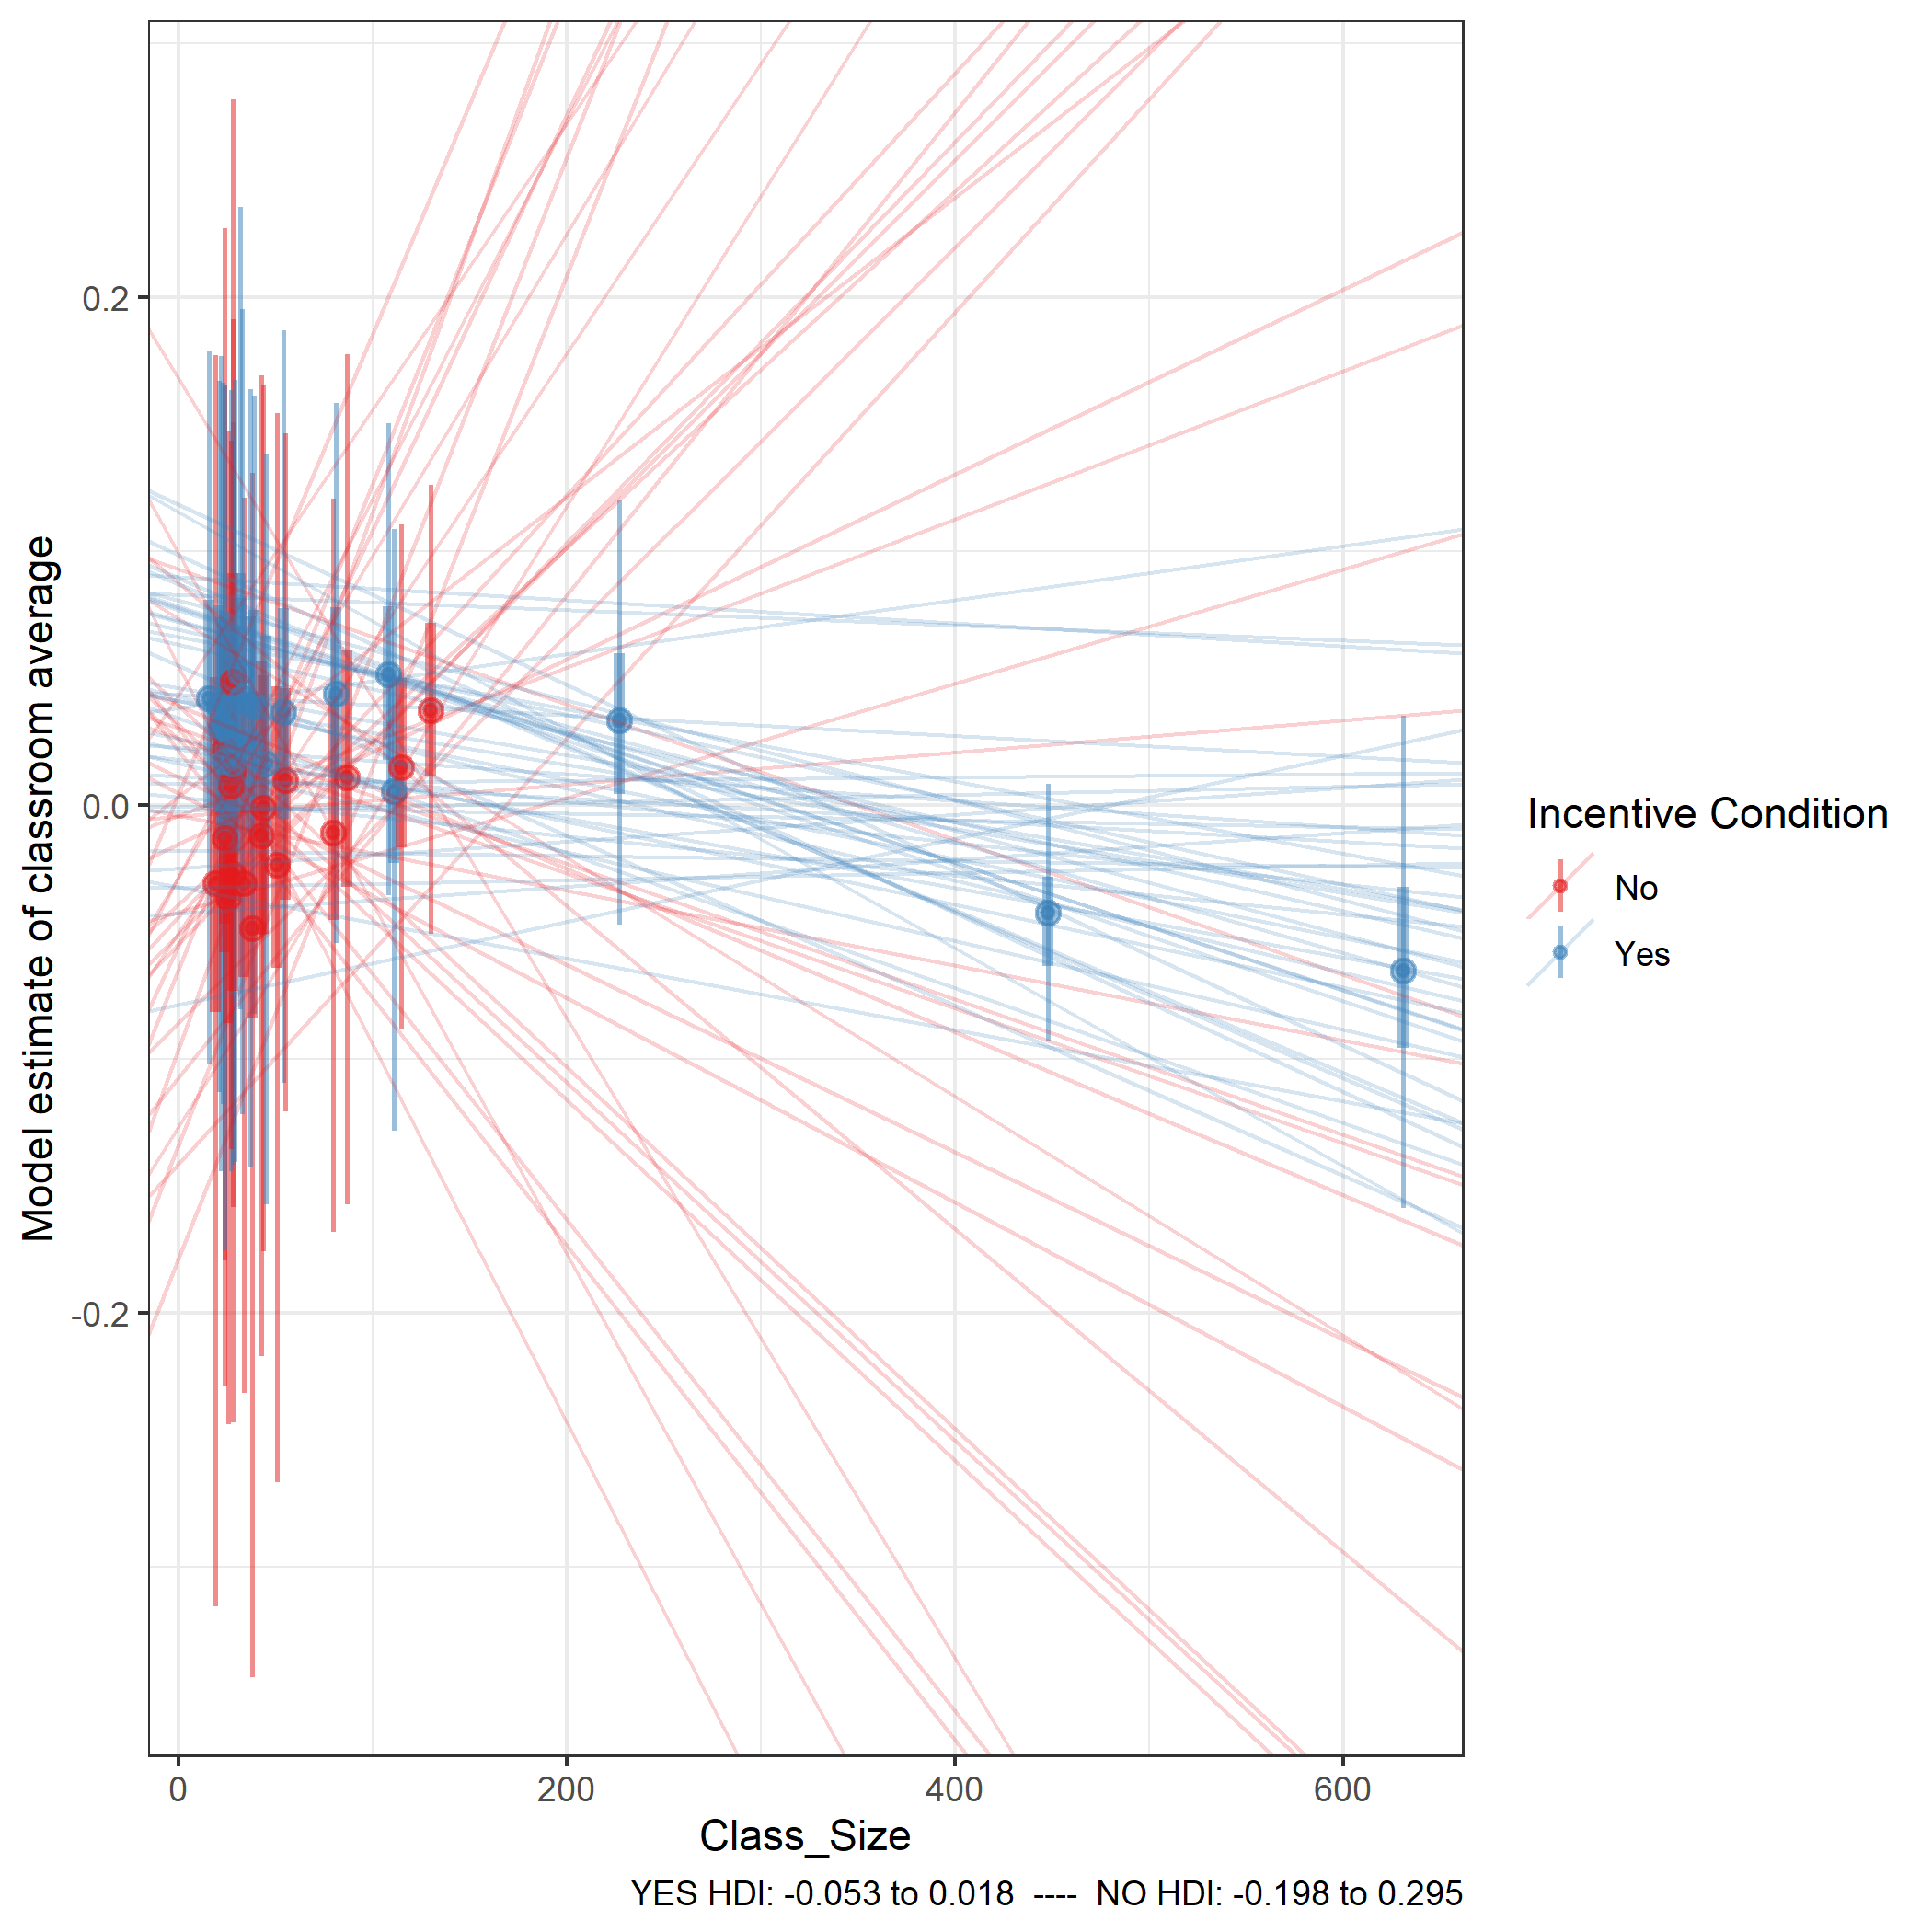 0.2
0.0
-0.2
Model estimate of classroom average
0
200
400
600
Class_Size
YES HDI: -0.053 to 0.018 ---- NO HDI: -0.198 to 0.295
Incentive Condition
No
Yes